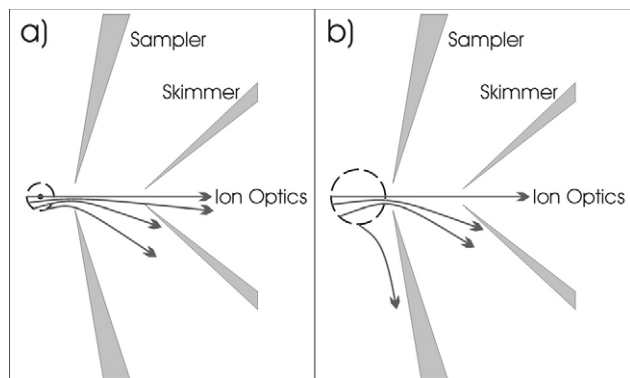 a)
Sampler
Skimmer
Ion Optics
b)
Sampler
Skimmer
Ion Optics